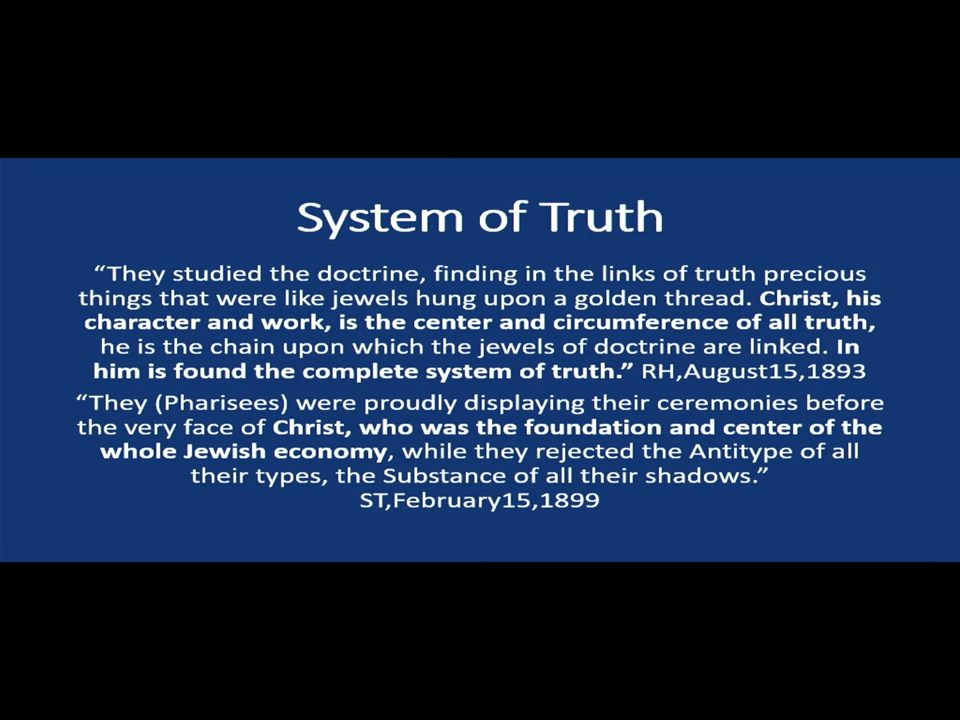 System of Truth
“They studied the doctrine, finding in the links of truth precious
things that were like jewels hung upon a golden thread. Christ, his
character and work, is the center and circumference of all truth,
he is the chain upon which the jewels of doctrine are linked. In
him is found the complete system of truth.” RH,August15,1893
“They (Pharisees) were proudly displaying their ceremonies before
the very face of Christ, who was the foundation and center of the
whole Jewish economy, while they rejected the Antitype of all
their types, the Substance of all their shadows.”
ST,February15,1899